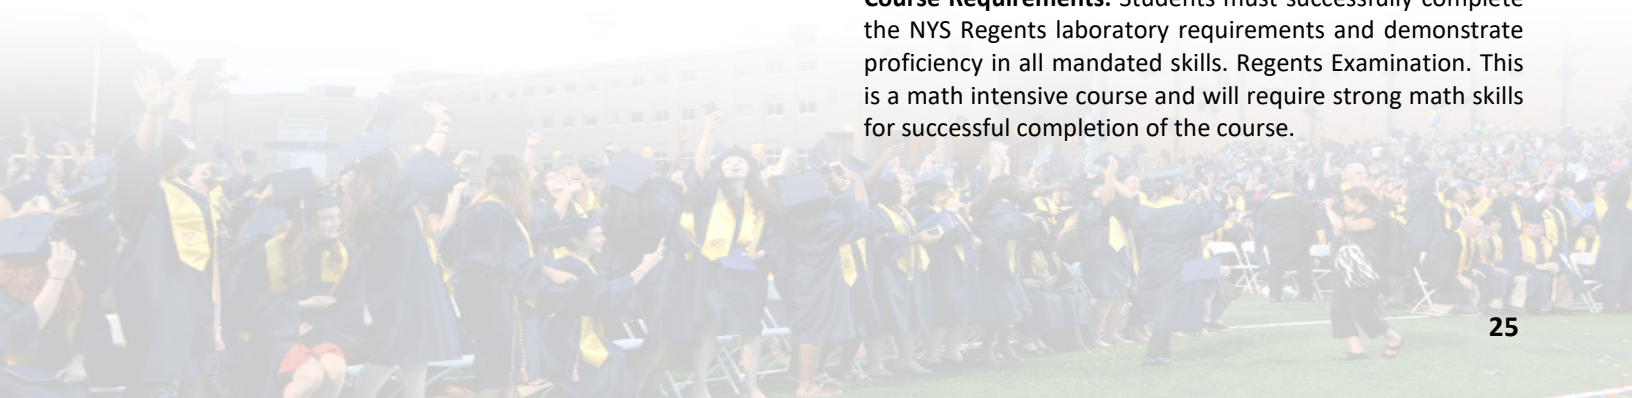 Course Requirements: Students must successfully complete
the NYS Regents laboratory requirements and demonstrate
proficiency in all mandated skills. Regents Examination. This
is a math intensive course and will require strong math skills
for successful completion of the course.
25